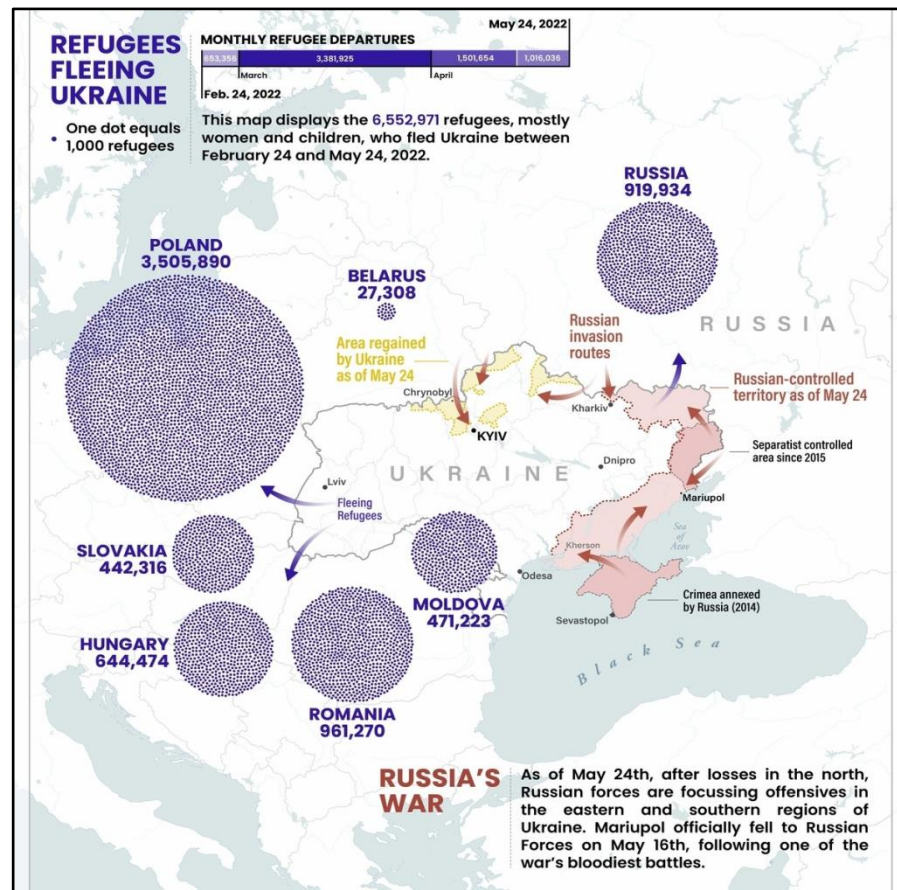 REFUGEES
FLEEING
UKRAINE
• One dot equals
1,000 refugees
May 24, 2022
MONTHLY REFUGEE DEPARTURES
653,356
3,381,925
1,501,654
1,016,036
March
April
Feb. 24, 2022
This map displays the 6,552,971 refugees, mostly
women and children, who fled Ukraine between
February 24 and May 24, 2022.
RUSSIA
919,934
POLAND
3,505,890
BELARUS
27,308
RUSSIA
Russian
invasion
routes
Area regained
by Ukraine
as of May 24
Chrynobyl
Kharkiv
Russian-controlled
territory as of May 24
KYIV
Separatist controlled
area since 2015
UKRAINE
Dnipro
Lviv
Mariupol
Fleeing
Refugees
Sea
of
Azov
SLOVAKIA
442,316
Kherson
Odesa
MOLDOVA
471,223
Crimea annexed
by Russia (2014)
Sevastopol
HUNGARY
644,474
Black Sea
ROMANIA
961,270
RUSSIA'S
WAR
As of May 24th, after losses in the north,
Russian forces are focussing offensives
in the eastern and southern regions of
Ukraine. Mariupol officially fell to Russian
Forces on May 16th, following one of the
war's bloodiest battles.